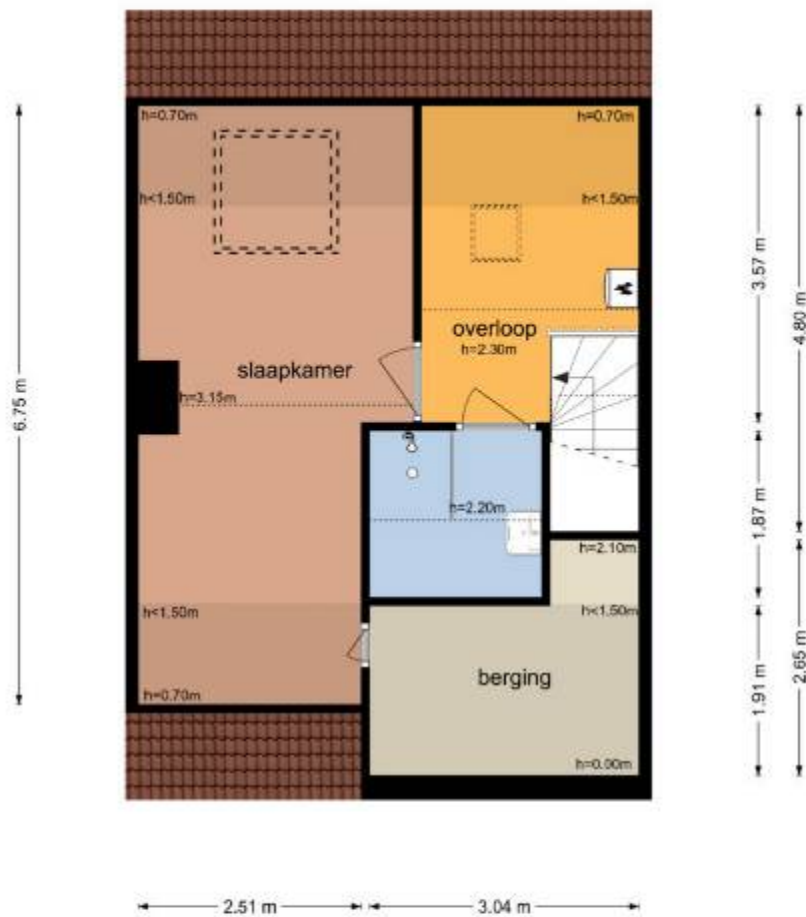 h=0.70m
h=0.70m
h<1.50m
h<1.50m
3.57 m
4.80 m
6.75 m
overloop
h=2.30m
slaapkamer
h=3.15m
h=2.20m
1.87 m
h=2.10m
h<1.50m
h<1.50m
2.65 m
berging
1.91 m
h=0.70m
h=0.00m
2.51 m
3.04 m